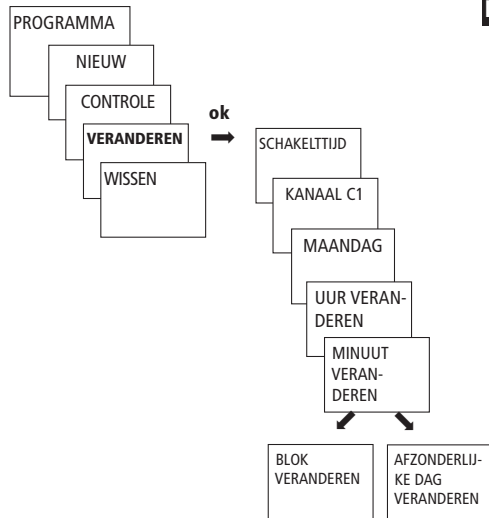 PROGRAMMA
NIEUW
CONTROLE
VERANDEREN
WISSEN
ok
SCHAKELTTIJD
KANAAL C1
MAANDAG
UUR VERAN-
DEREN
MINUUT
VERAN-
DEREN
BLOK
VERANDEREN
AFZONDERLIJ-
KE DAG
VERANDEREN